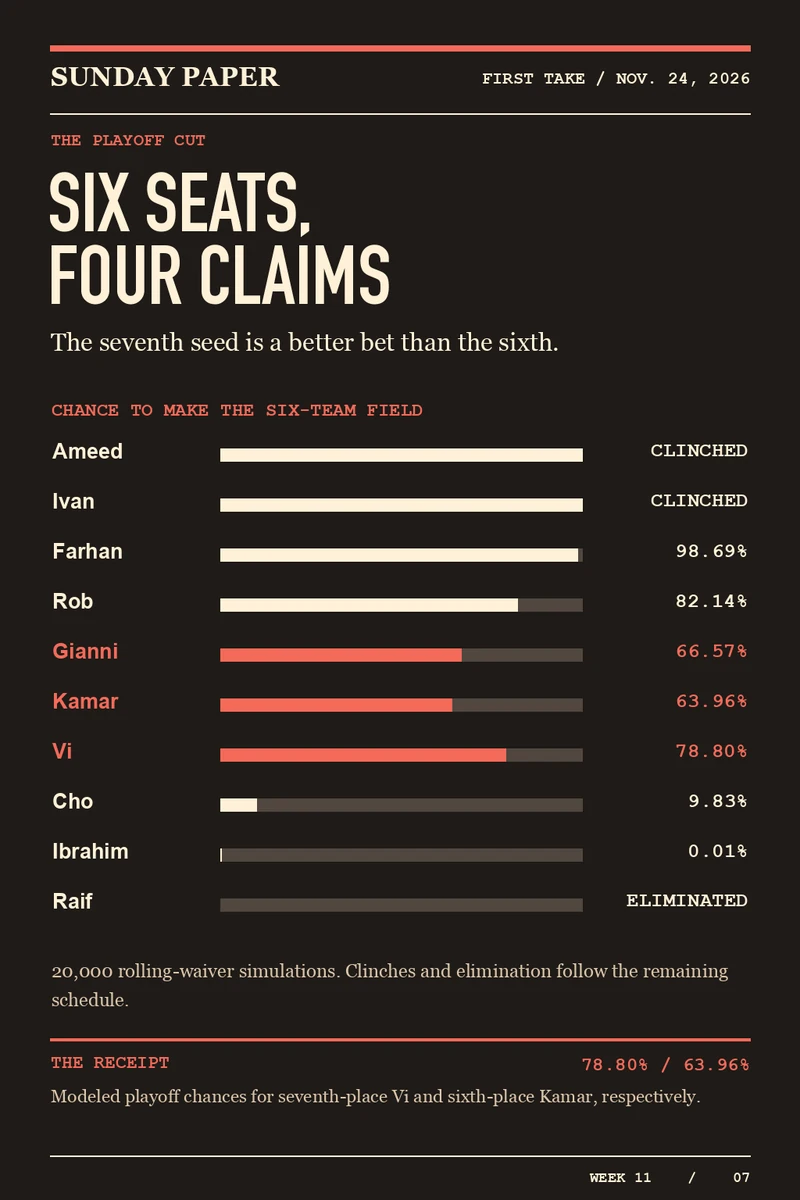 SUNDAY PAPER
FIRST TAKE / NOV. 24, 2026
THE PLAYOFF CUT
SIX SEATS,
FOUR CLAIMS
The seventh seed is a better bet than the sixth.
CHANCE TO MAKE THE SIX-TEAM FIELD
Ameed CLINCHED
Ivan CLINCHED
Farhan 98.69%
Rob 82.14%
Gianni 66.57%
Kamar 63.96%
Vi 78.80%
Cho 9.83%
Ibrahim 0.01%
Raif ELIMINATED
20,000 rolling-waiver simulations. Clinches and elimination follow the remaining
schedule.
THE RECEIPT 78.80% / 63.96%
Modeled playoff chances for seventh-place Vi and sixth-place Kamar, respectively.
WEEK 11 / 07